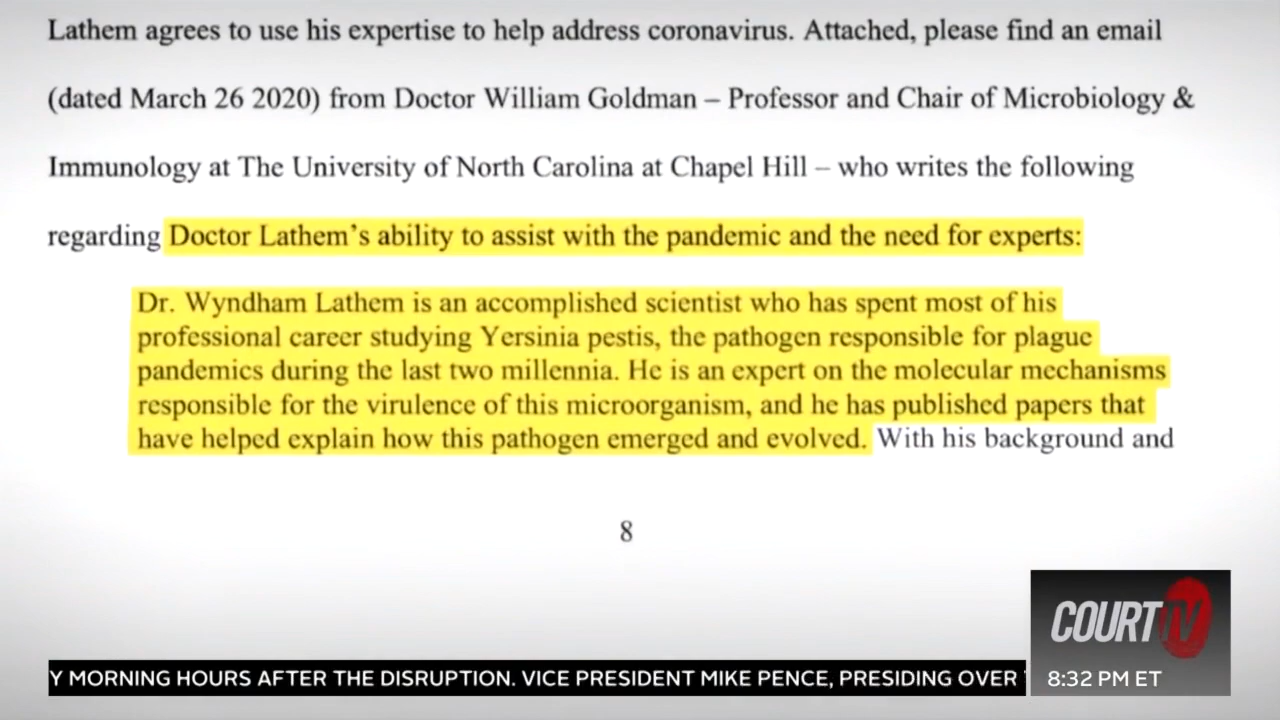 Lathem agrees to use his expertise to help address coronavirus. Attached, please find an email
(dated March 26 2020) from Doctor William Goldman – Professor and Chair of Microbiology &
Immunology at The University of North Carolina at Chapel Hill – who writes the following
regarding Doctor Lathem’s ability to assist with the pandemic and the need for experts:
Dr. Wyndham Lathem is an accomplished scientist who has spent most of his
professional career studying Yersinia pestis, the pathogen responsible for plague
pandemics during the last two millennia. He is an expert on the molecular mechanisms
responsible for the virulence of this microorganism, and he has published papers that
have helped explain how this pathogen emerged and evolved. With his background and
8
COURT TV
Y MORNING HOURS AFTER THE DISRUPTION. VICE PRESIDENT MIKE PENCE, PRESIDING OVER
8:32 PM ET